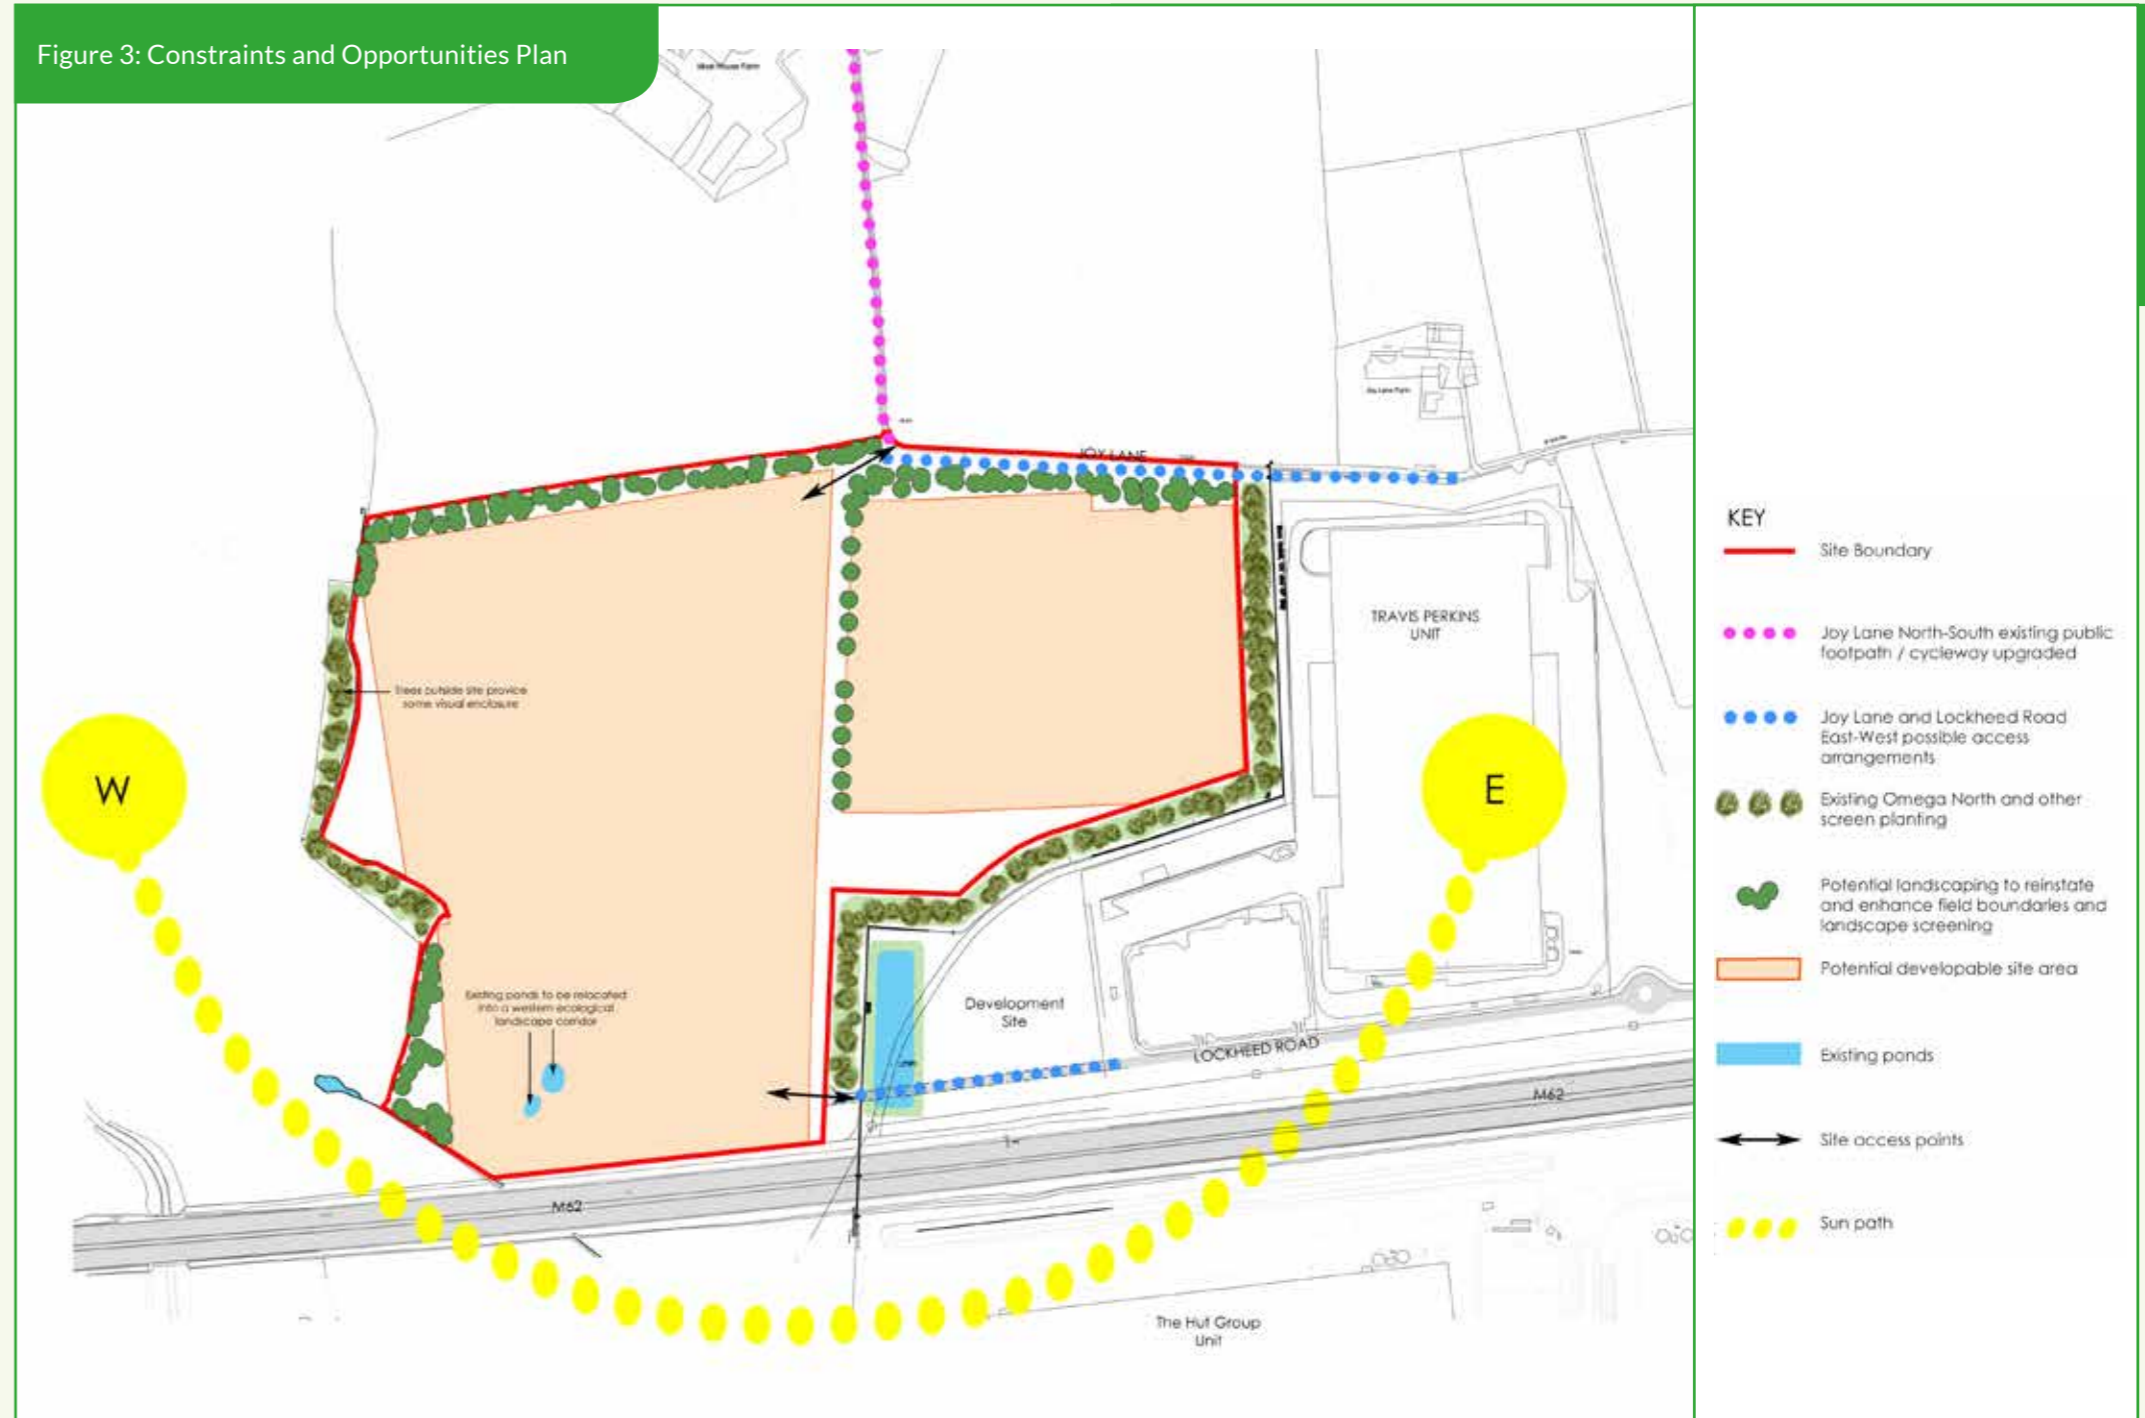 Figure 3: Constraints and Opportunities Plan
JOY LANE
TRAVIS PERKINS
UNIT
Trees outside site provice
some visual enclosure
W
E
Existing ponds to be relocated
into a western ecological
landscape corridor
Development
Site
LOCKHEED ROAD
M62
M62
The Hut Group
Unit
KEY
Site Boundary
Joy Lane North-South existing public
footpath / cycleway upgraded
Joy Lane and Lockheed Road
East-West possible access
arrangements
Existing Omega North and other
screen planting
Potential landscaping to reinstate
and enhance field boundaries and
landscape screening
Potential developable site area
Existing ponds
Site access points
Sun path